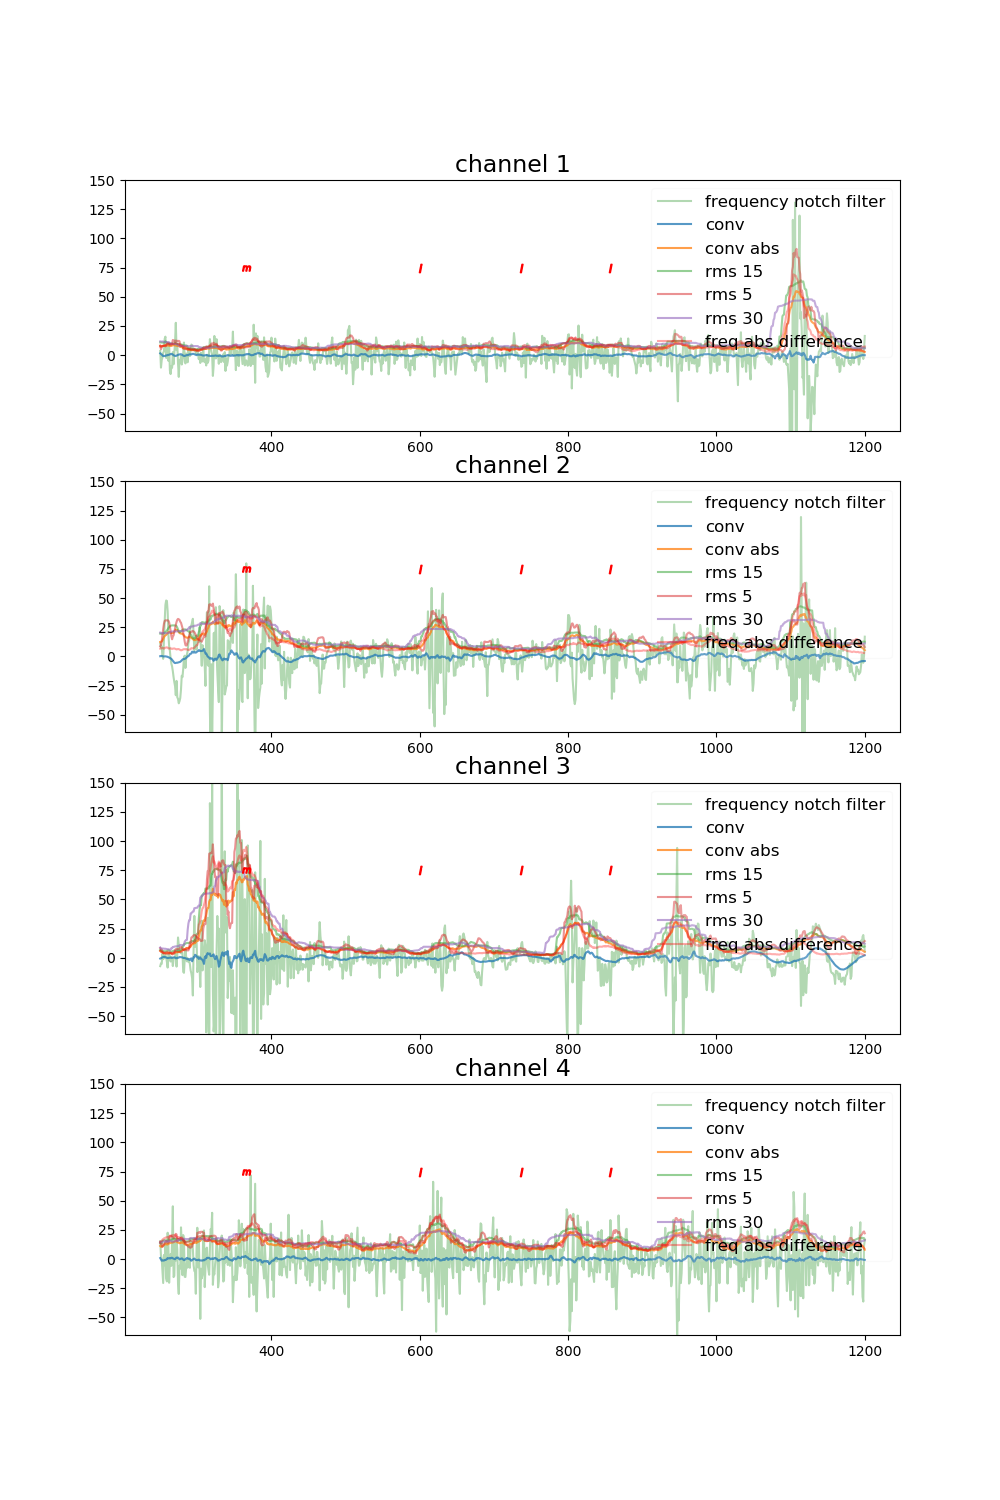 channel 1
150
125
100
75
50
25
0
−25
−50
m l l l
frequency notch filter
conv
conv abs
rms 15
rms 5
rms 30
freq abs difference
400 600 800 1000 1200
channel 2
150
125
100
75
50
25
0
−25
−50
m l l l
frequency notch filter
conv
conv abs
rms 15
rms 5
rms 30
freq abs difference
400 600 800 1000 1200
channel 3
150
125
100
75
50
25
0
−25
−50
m l l l
frequency notch filter
conv
conv abs
rms 15
rms 5
rms 30
freq abs difference
400 600 800 1000 1200
channel 4
150
125
100
75
50
25
0
−25
−50
m l l l
frequency notch filter
conv
conv abs
rms 15
rms 5
rms 30
freq abs difference
400 600 800 1000 1200